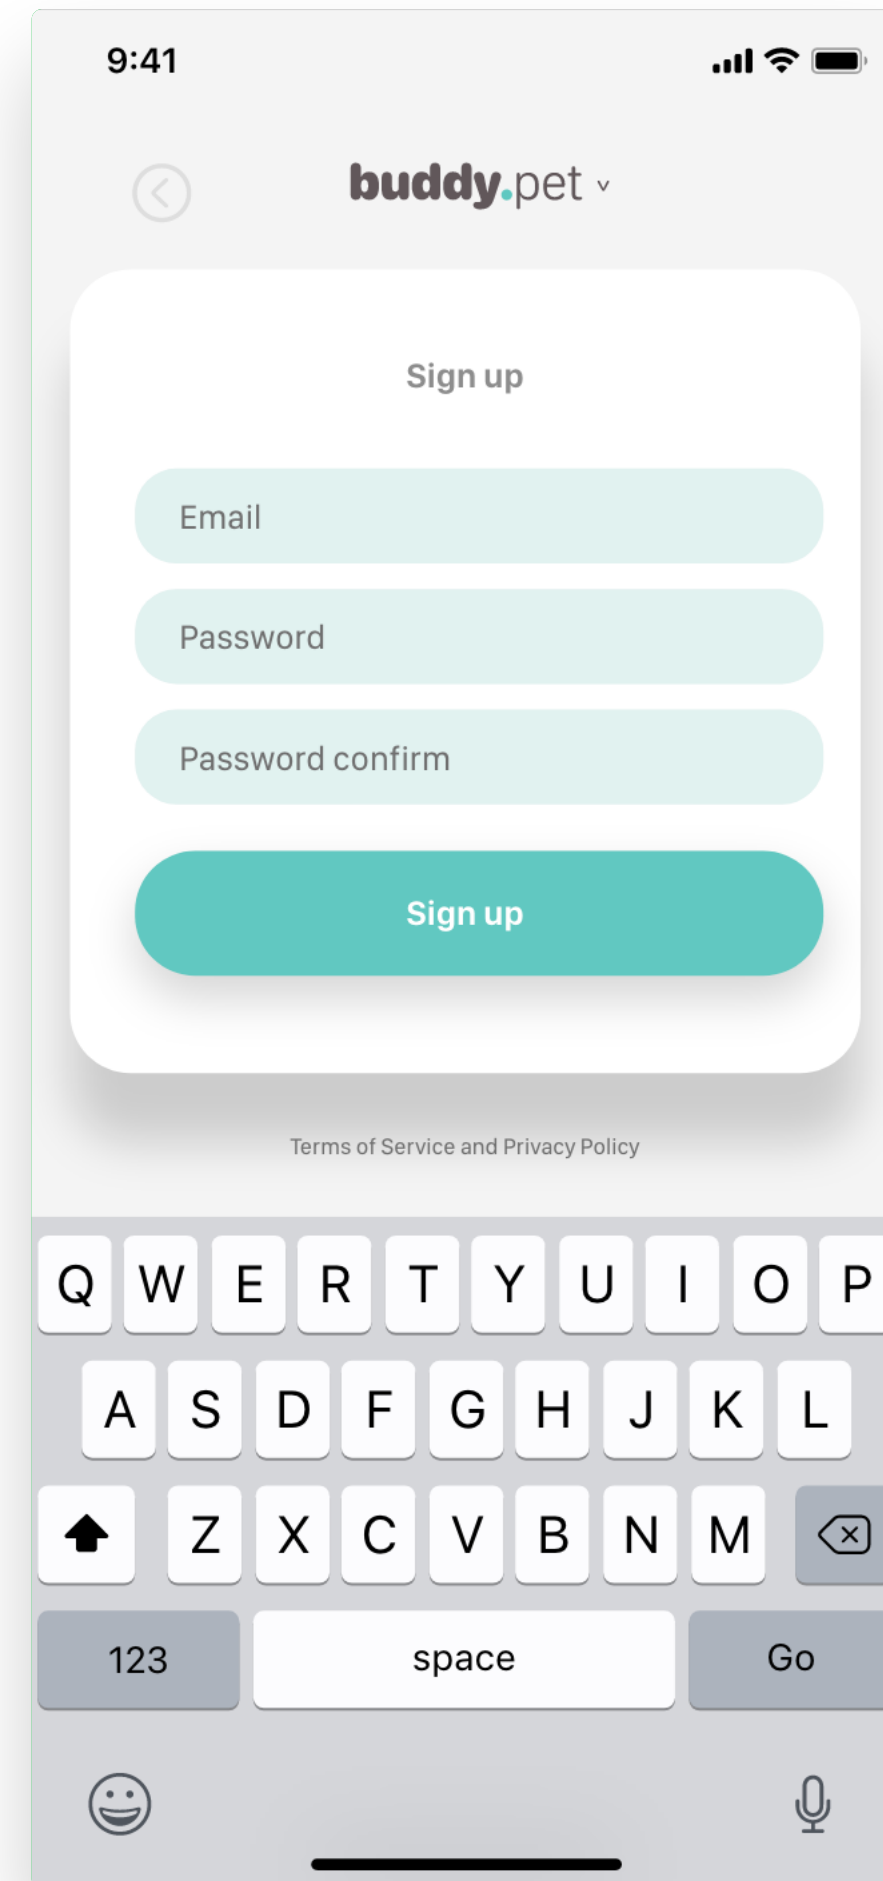 9:41
buddy.pet ˅
Sign up
Email
Password
Password confirm
Sign up
Terms of Service and Privacy Policy
Q W E R T Y U I O P
A S D F G H J K L
Z X C V B N M
123 space Go